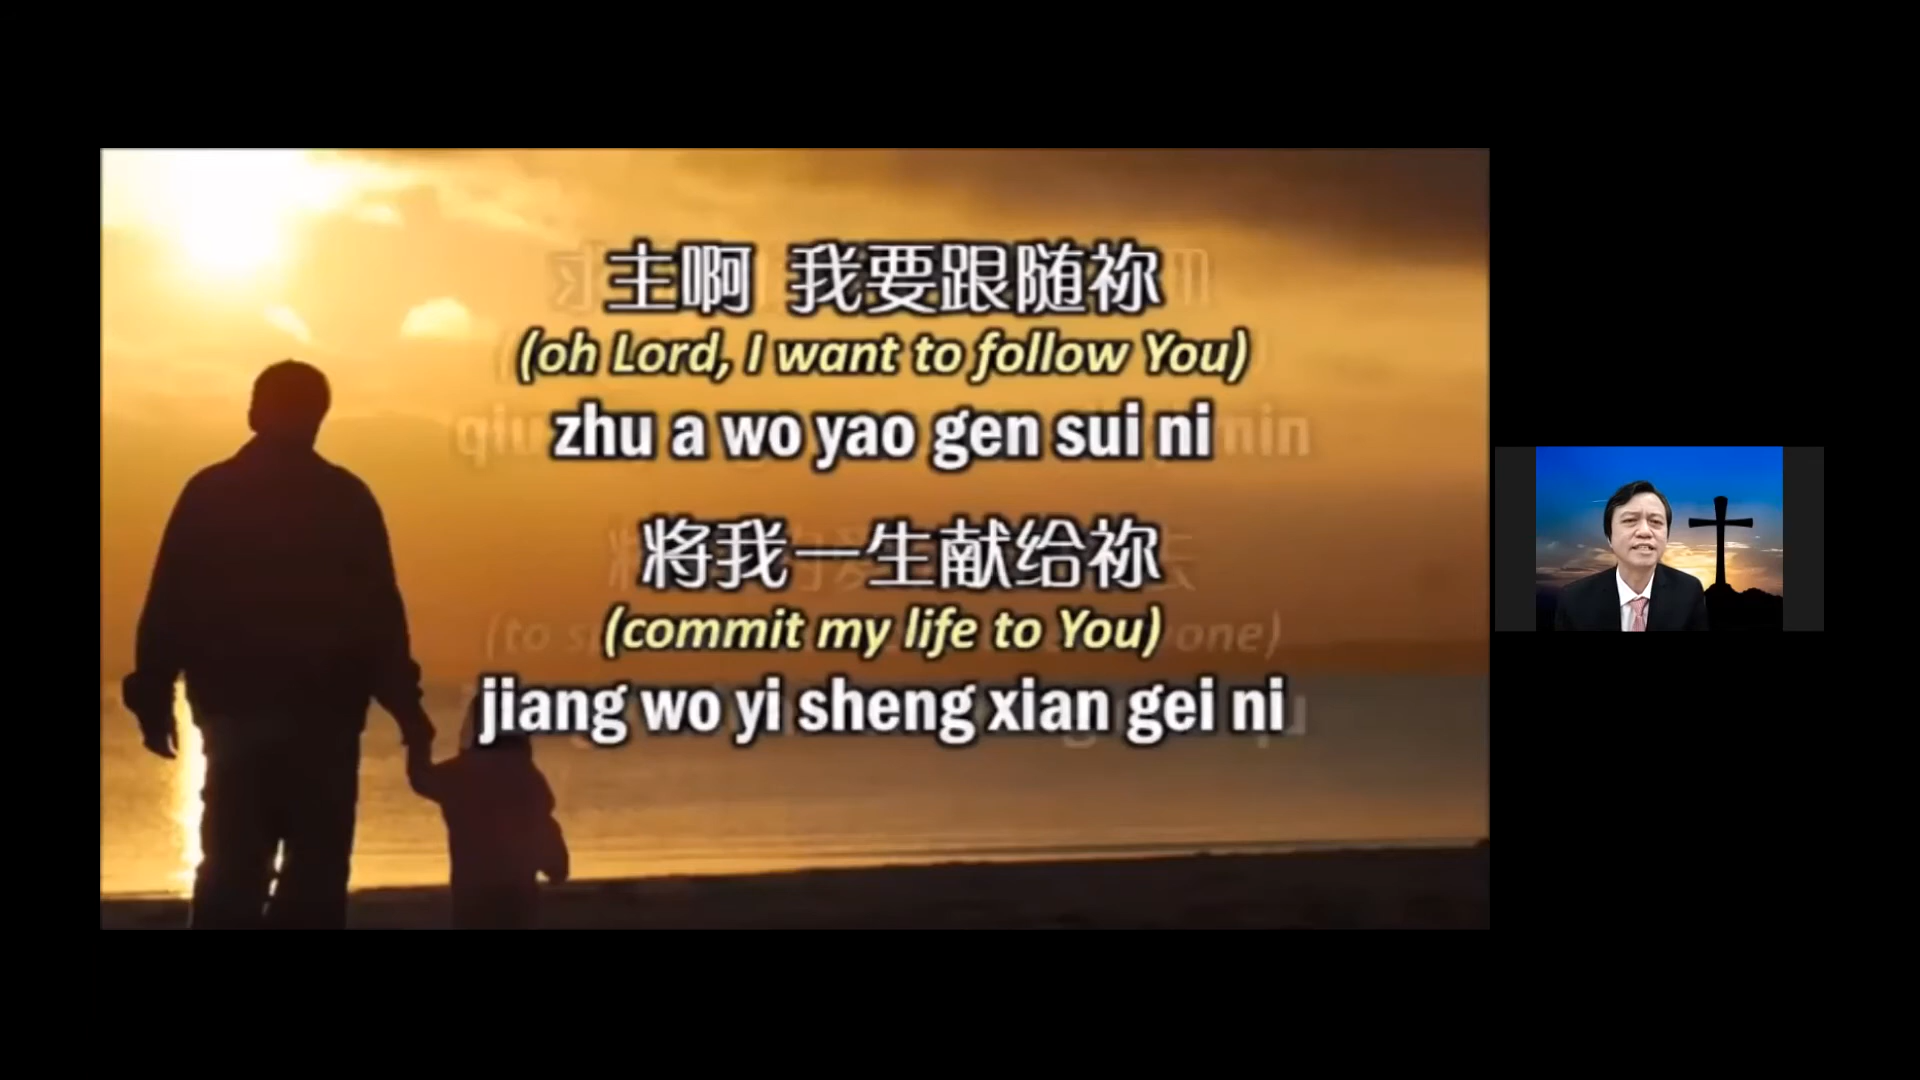 主啊 我要跟随祢
(oh Lord, I want to follow You)
zhu a wo yao gen sui ni
将我一生献给祢
(commit my life to You)
jiang wo yi sheng xian gei ni